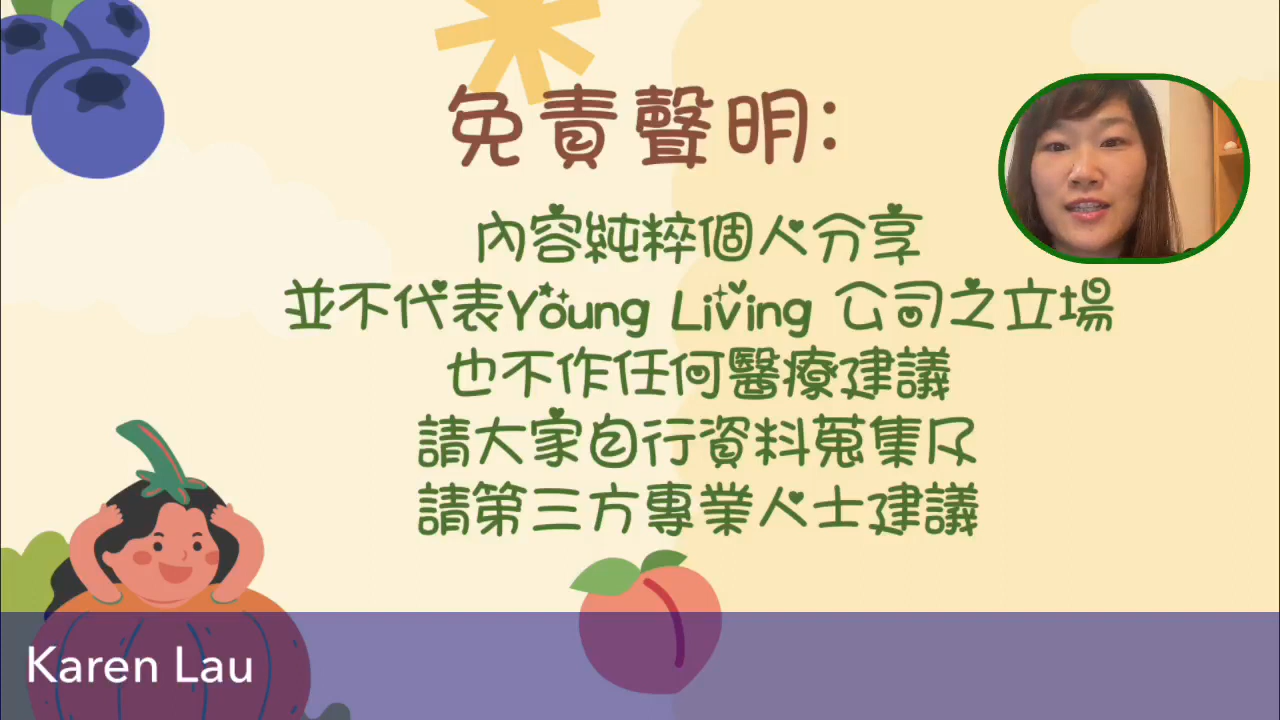 免責聲明:
內容純粹個人分享
並不代表Young Living 公司之立場
也不作任何醫療建議
請大家自行資料蒐集及
請第三方專業人士建議
Karen Lau